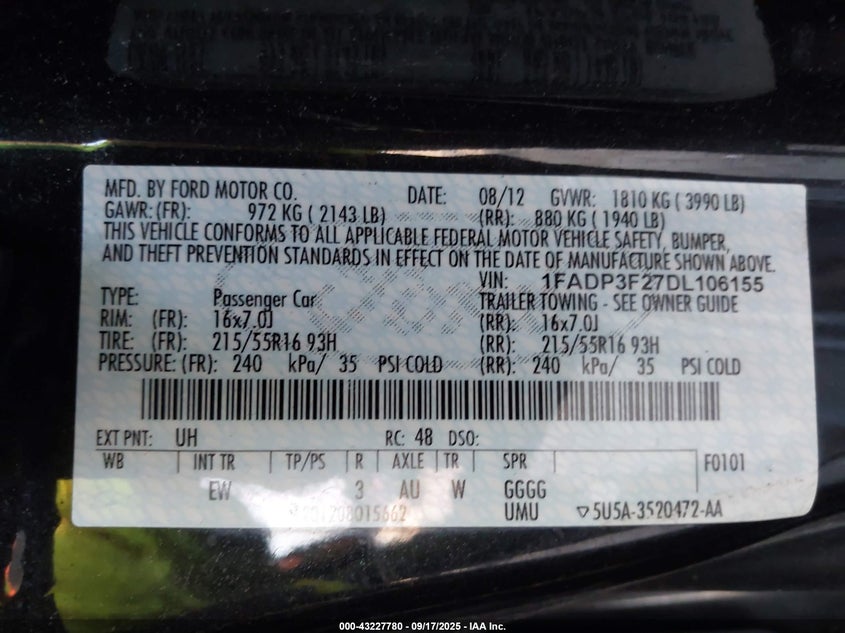 MFD. BY FORD MOTOR CO. DATE: 08/12 GVWR: 1810 KG ( 3990 LB)
GAWR: (FR): 972 KG ( 2143 LB) (RR): 880 KG ( 1940 LB)
THIS VEHICLE CONFORMS TO ALL APPLICABLE FEDERAL MOTOR VEHICLE SAFETY, BUMPER,
AND THEFT PREVENTION STANDARDS IN EFFECT ON THE DATE OF MANUFACTURE SHOWN ABOVE.
VIN: 1FADP3F27DL106155
TYPE: Passenger Car TRAILER TOWING - SEE OWNER GUIDE
RIM: (FR): 16x7.0J (RR): 16x7.0J
TIRE: (FR): 215/55R16 93H (RR): 215/55R16 93H
PRESSURE: (FR): 240 kPa/ 35 PSI COLD (RR): 240 kPa/ 35 PSI COLD
EXT PNT: UH RC: 48 DSO:
WB INT TR TP/PS R AXLE TR SPR F0101
EW 3 AU W GGGG
UMU ▽5U5A-3520472-AA
000-43227780 - 09/17/2025 - IAA Inc.